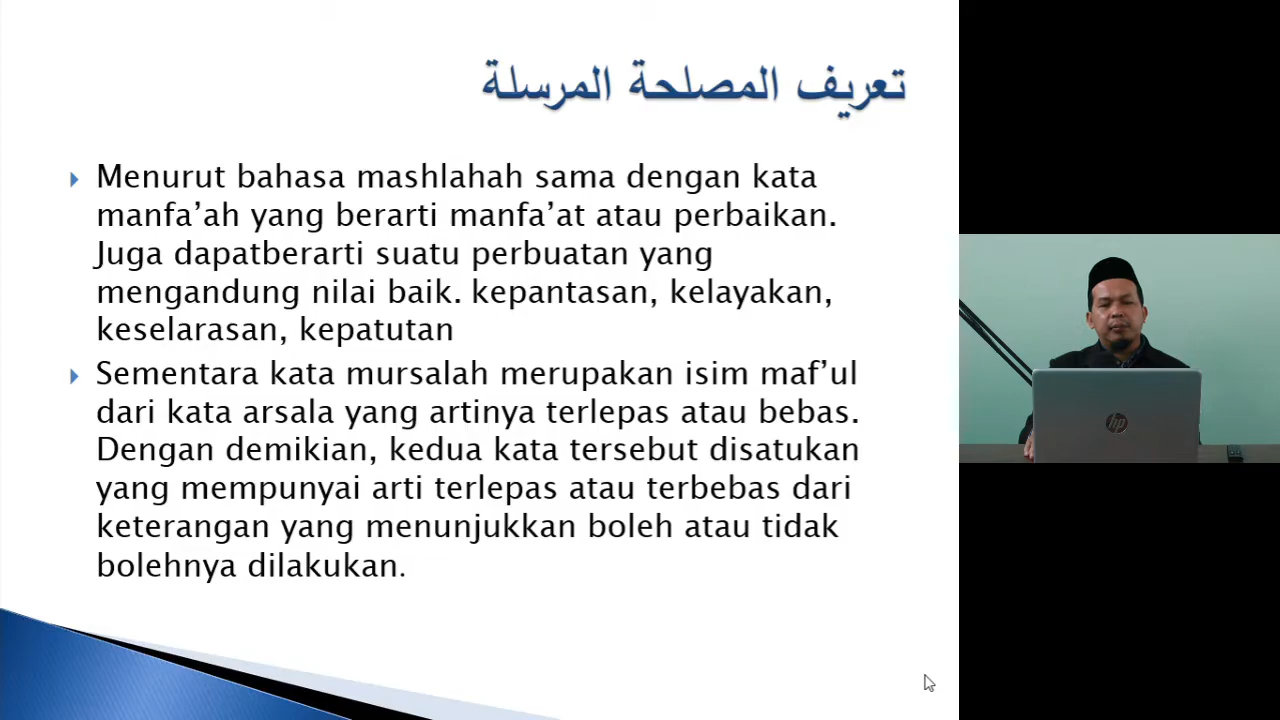 تعريف المصلحة المرسلة
Menurut bahasa mashlahah sama dengan kata
manfa’ah yang berarti manfa’at atau perbaikan.
Juga dapatberarti suatu perbuatan yang
mengandung nilai baik. kepantasan, kelayakan,
keselarasan, kepatutan
Sementara kata mursalah merupakan isim maf’ul
dari kata arsala yang artinya terlepas atau bebas.
Dengan demikian, kedua kata tersebut disatukan
yang mempunyai arti terlepas atau terbebas dari
keterangan yang menunjukkan boleh atau tidak
bolehnya dilakukan.
hp